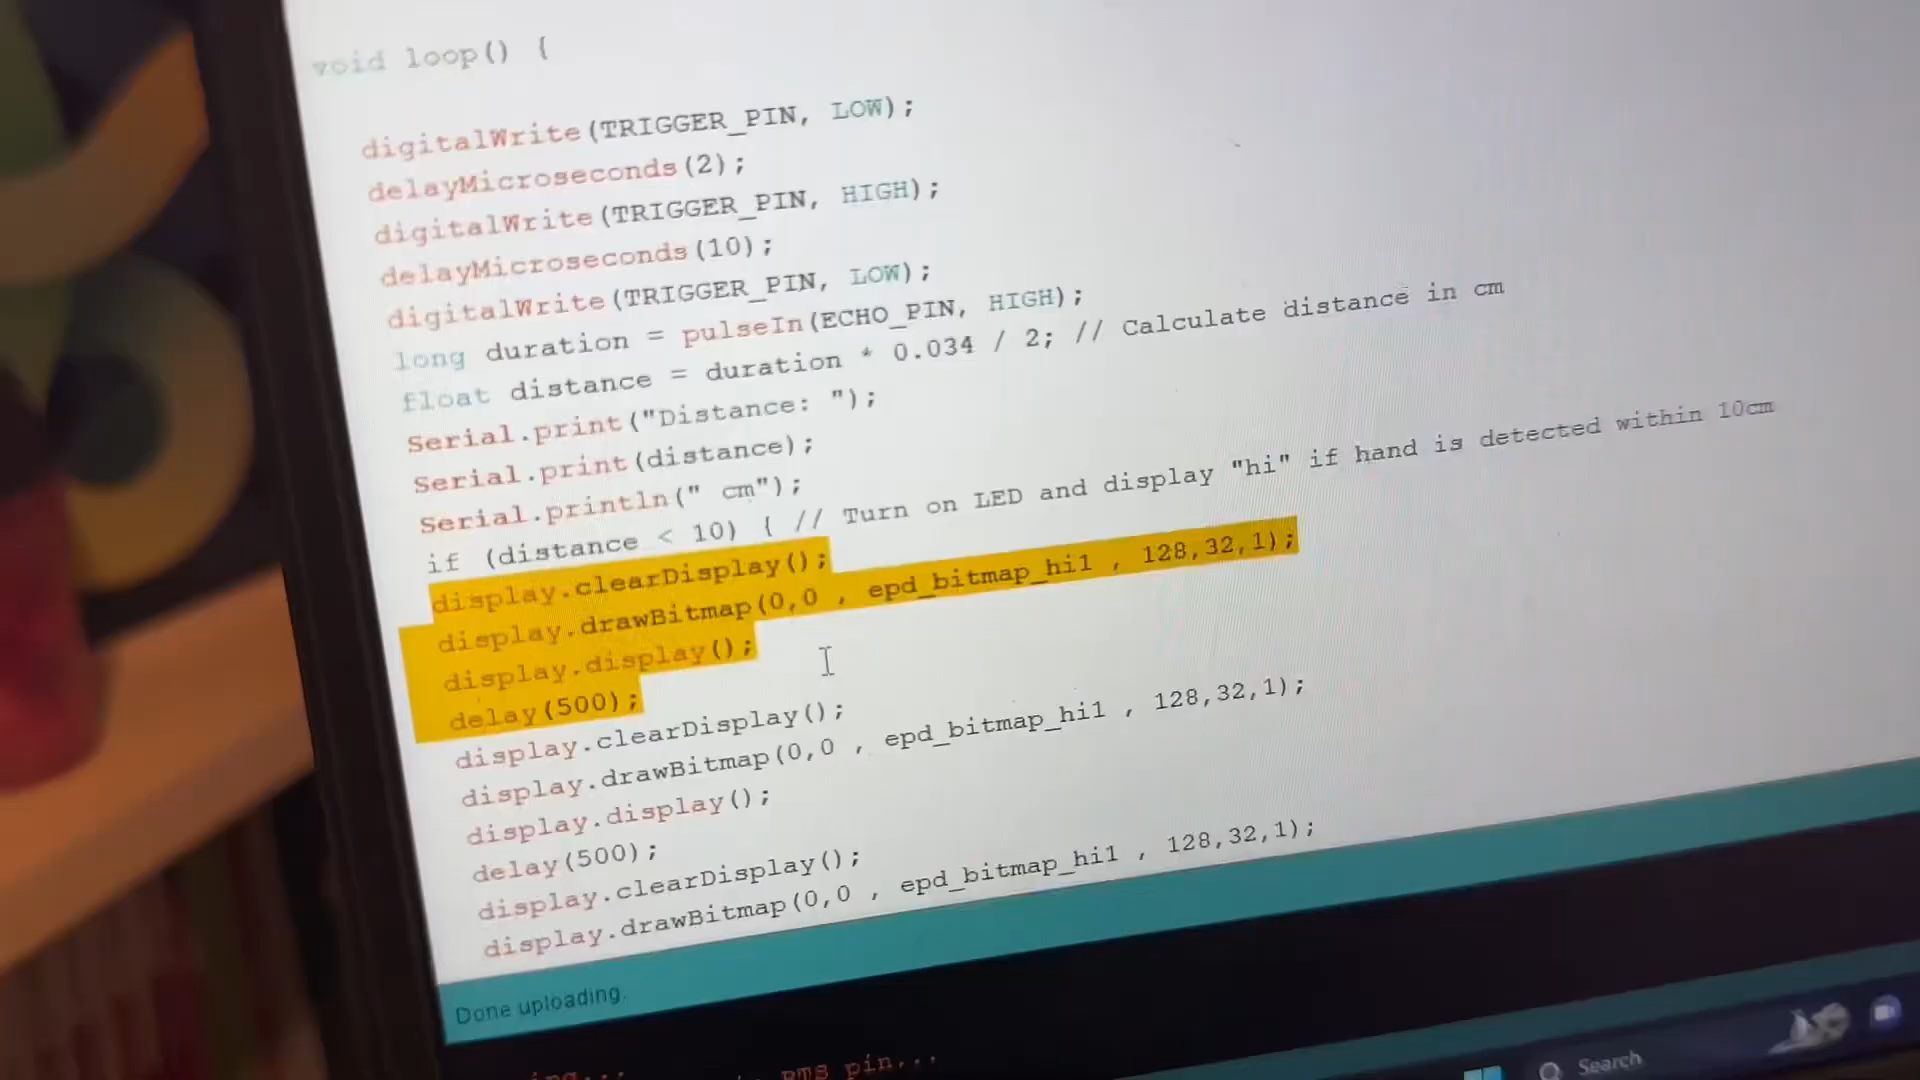 void loop() {
digitalWrite(TRIGGER_PIN, LOW);
delayMicroseconds(2);
digitalWrite(TRIGGER_PIN, HIGH);
delayMicroseconds(10);
digitalWrite(TRIGGER_PIN, LOW);
long duration = pulseIn(ECHO_PIN, HIGH);
float distance = duration * 0.034 / 2; // Calculate distance in cm
Serial.print("Distance: ");
Serial.print(distance);
Serial.println(" cm");
if (distance < 10) { // Turn on LED and display "hi" if hand is detected within 10cm
display.clearDisplay();
display.drawBitmap(0,0 , epd_bitmap_hi1 , 128,32,1);
display.display();
delay(500);
display.clearDisplay();
display.drawBitmap(0,0 , epd_bitmap_hi1 , 128,32,1);
display.display();
delay(500);
display.clearDisplay();
display.drawBitmap(0,0 , epd_bitmap_hi1 , 128,32,1);
Done uploading.
RTS pin...
Search